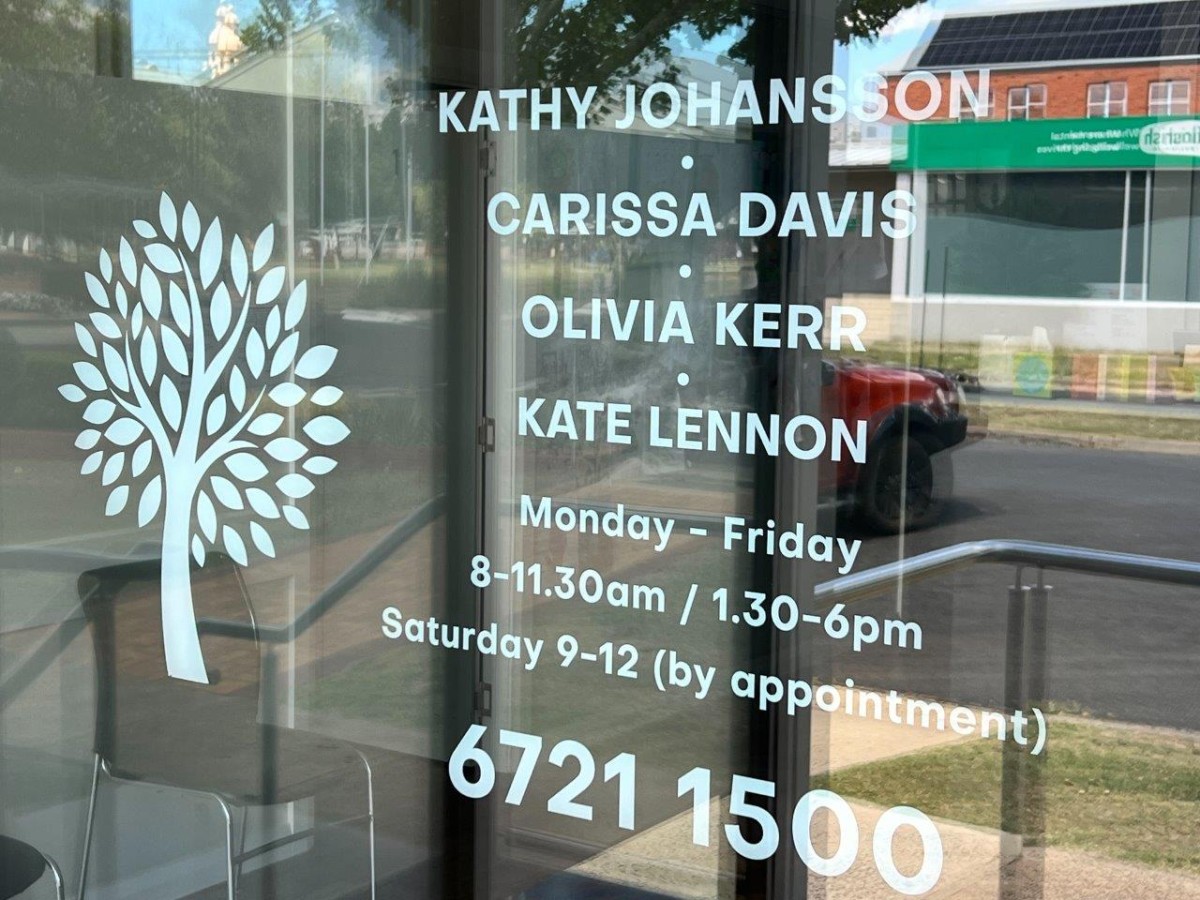 KATHY JOHANSSON
•
CARISSA DAVIS
•
OLIVIA KERR
•
KATE LENNON
Monday - Friday
8-11.30am / 1.30-6pm
Saturday 9-12 (by appointment)
6721 1500